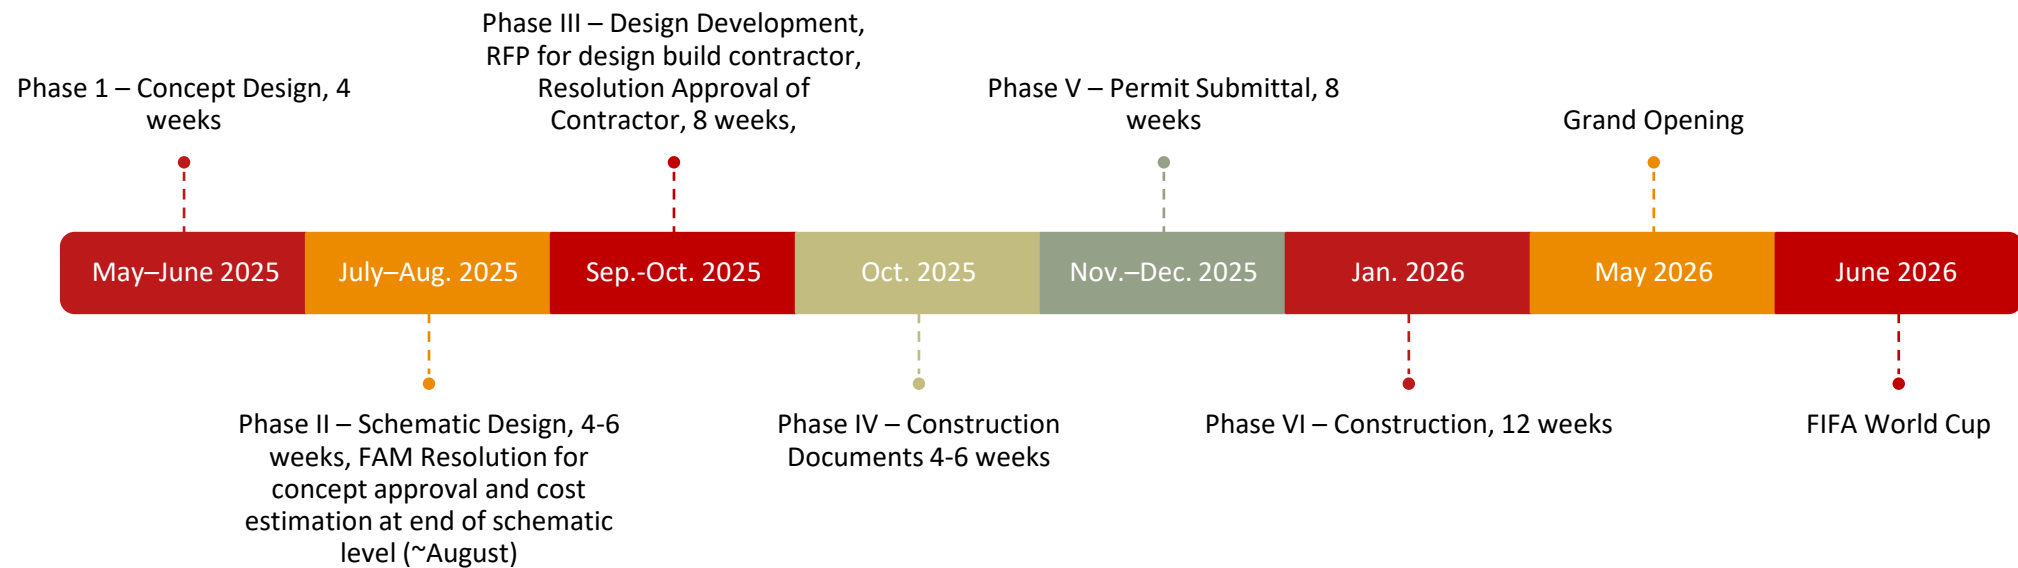 Phase 1 – Concept Design, 4
weeks
Phase III – Design Development,
RFP for design build contractor,
Resolution Approval of
Contractor, 8 weeks,
Phase V – Permit Submittal, 8
weeks
Grand Opening
May–June 2025
July–Aug. 2025
Sep.-Oct. 2025
Oct. 2025
Nov.–Dec. 2025
Jan. 2026
May 2026
June 2026
Phase II – Schematic Design, 4-6
weeks, FAM Resolution for
concept approval and cost
estimation at end of schematic
level (~August)
Phase IV – Construction
Documents 4-6 weeks
Phase VI – Construction, 12 weeks
FIFA World Cup